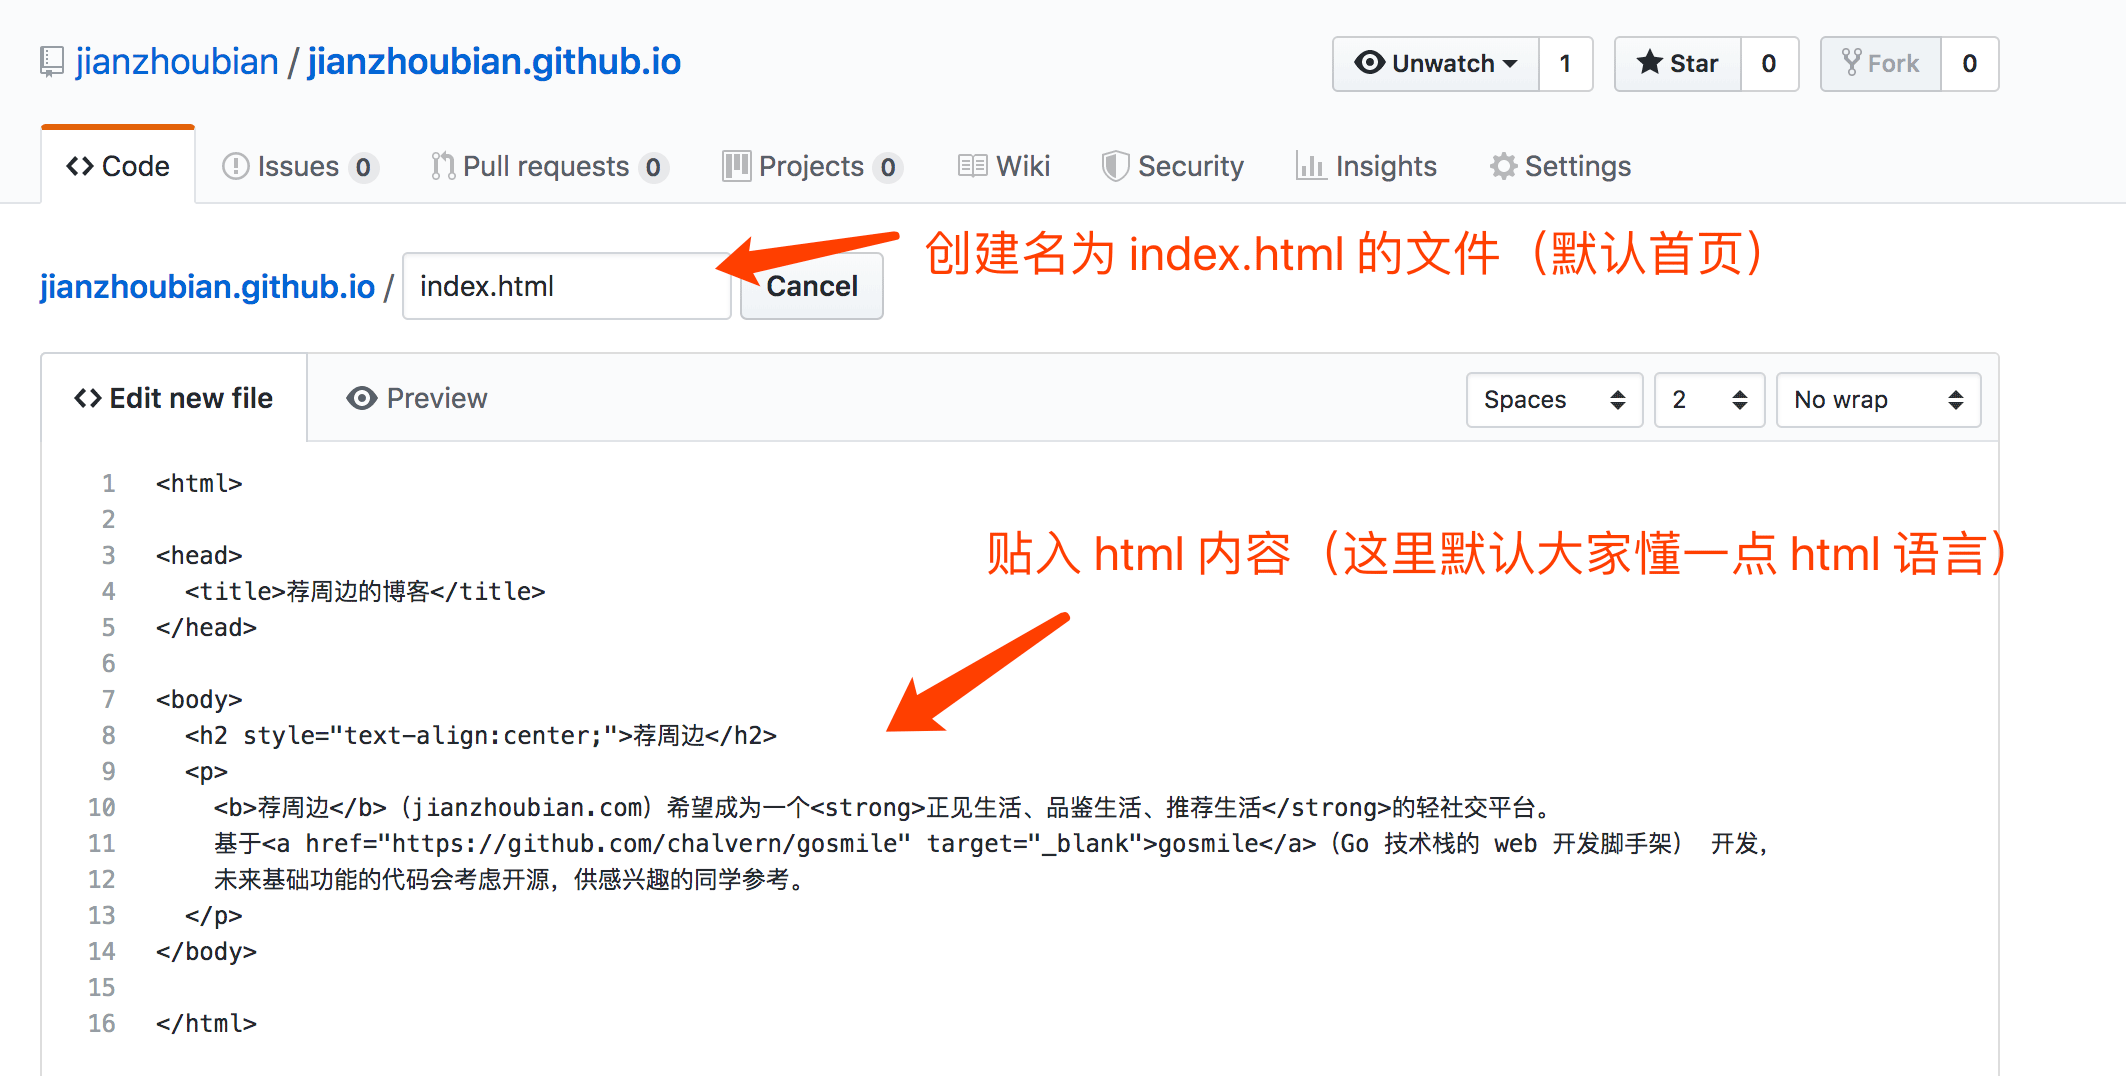 jianzhoubian / jianzhoubian.github.io
Unwatch 1 Star 0 Fork 0
Code Issues 0 Pull requests 0 Projects 0 Wiki Security Insights Settings
创建名为 index.html 的文件（默认首页）
jianzhoubian.github.io / index.html Cancel
Edit new file Preview Spaces 2 No wrap
1 <html>
2
贴入 html 内容（这里默认大家懂一点 html 语言）
3 <head>
4 <title>荐周边的博客</title>
5 </head>
6
7 <body>
8 <h2 style="text-align:center;">荐周边</h2>
9 <p>
10 <b>荐周边</b>（jianzhoubian.com）希望成为一个<strong>正见生活、品鉴生活、推荐生活</strong>的轻社交平台。
11 基于<a href="https://github.com/chalvern/gosmile" target="_blank">gosmile</a>（Go 技术栈的 web 开发脚手架） 开发，
12 未来基础功能的代码会考虑开源，供感兴趣的同学参考。
13 </p>
14 </body>
15
16 </html>